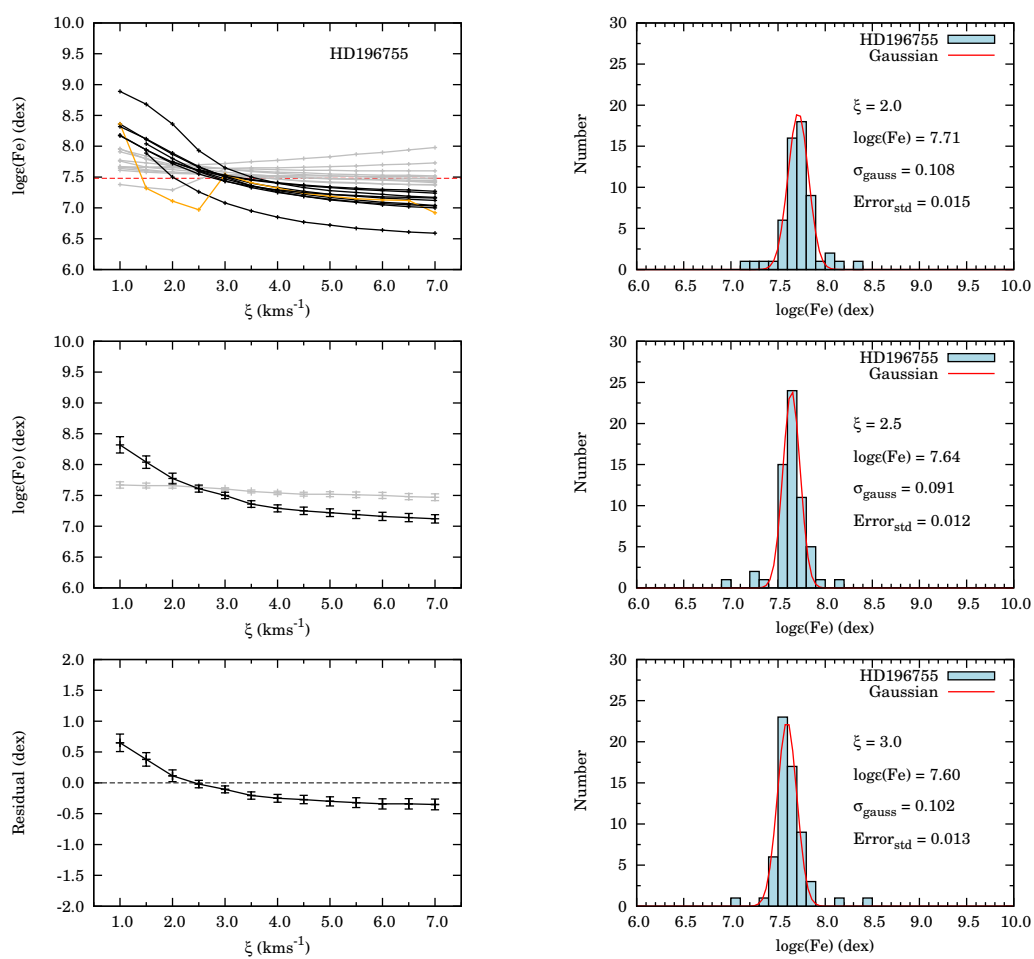 10.0
9.5
9.0
8.5
8.0
7.5
7.0
6.5
6.0
logε(Fe) (dex)
HD196755
1.0 2.0 3.0 4.0 5.0 6.0 7.0
ξ (kms⁻¹)
30
25
20
15
10
5
0
Number
HD196755
Gaussian
ξ = 2.0
logε(Fe) = 7.71
σgauss = 0.108
Errorstd = 0.015
6.0 6.5 7.0 7.5 8.0 8.5 9.0 9.5 10.0
logε(Fe) (dex)
10.0
9.5
9.0
8.5
8.0
7.5
7.0
6.5
6.0
logε(Fe) (dex)
1.0 2.0 3.0 4.0 5.0 6.0 7.0
ξ (kms⁻¹)
30
25
20
15
10
5
0
Number
HD196755
Gaussian
ξ = 2.5
logε(Fe) = 7.64
σgauss = 0.091
Errorstd = 0.012
6.0 6.5 7.0 7.5 8.0 8.5 9.0 9.5 10.0
logε(Fe) (dex)
2.0
1.5
1.0
0.5
0.0
-0.5
-1.0
-1.5
-2.0
Residual (dex)
1.0 2.0 3.0 4.0 5.0 6.0 7.0
ξ (kms⁻¹)
30
25
20
15
10
5
0
Number
HD196755
Gaussian
ξ = 3.0
logε(Fe) = 7.60
σgauss = 0.102
Errorstd = 0.013
6.0 6.5 7.0 7.5 8.0 8.5 9.0 9.5 10.0
logε(Fe) (dex)